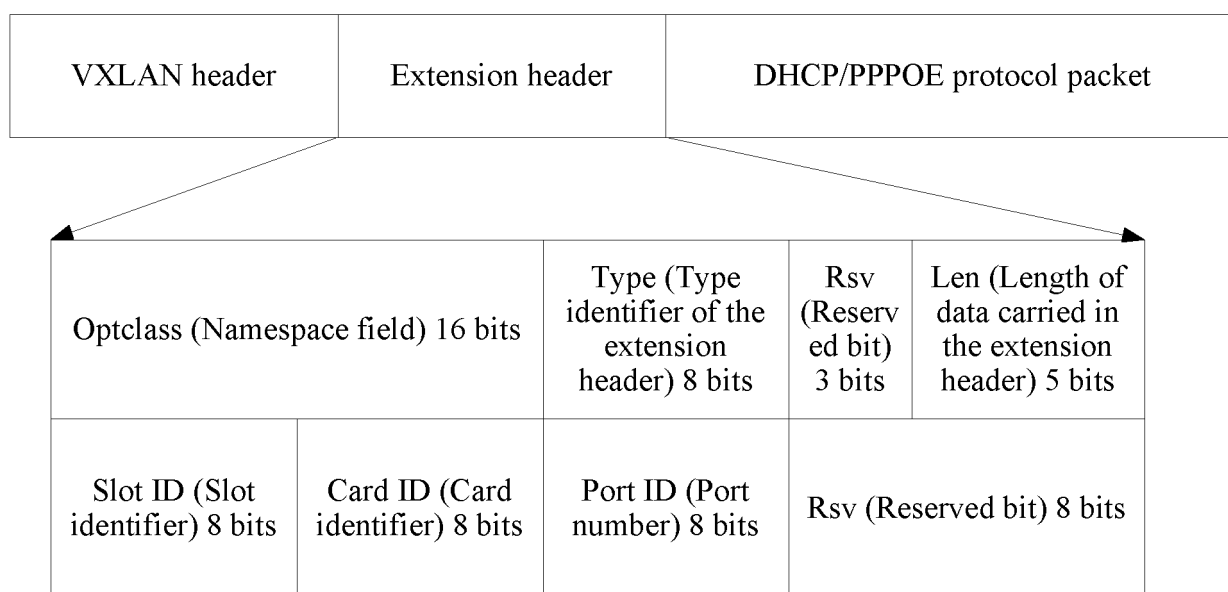 VXLAN header
Extension header
DHCP/PPPOE protocol packet
Optclass (Namespace field) 16 bits
Type (Type
identifier of the
extension
header) 8 bits
Rsv
(Reserv
ed bit)
3 bits
Len (Length of
data carried in
the extension
header) 5 bits
Slot ID (Slot
identifier) 8 bits
Card ID (Card
identifier) 8 bits
Port ID (Port
number) 8 bits
Rsv (Reserved bit) 8 bits